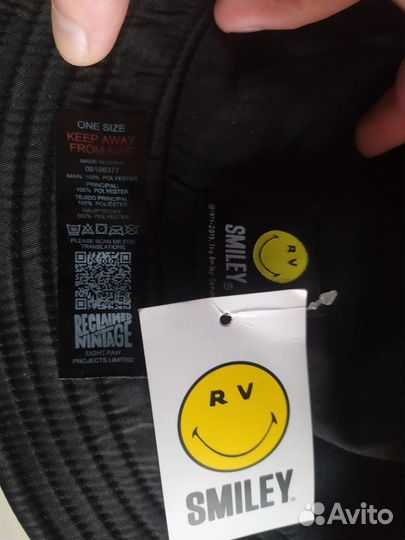 ONE SIZE
KEEP AWAY
FROM FIRE
MADE IN CHINA
09198377
MAIN: 100% POLYESTER
PRINCIPAL:
100% POLYESTER
TEJIDO PRINCIPAL
100% POLIÉSTER
HAUPTSTOFF:
100% POLYESTER
PLEASE SCAN ME FOR
TRANSLATIONS
RECLAIMED
VINTAGE
EIGHT PAW
PROJECTS LIMITED
RV
SMILEY®
RV
SMILEY®
Avito